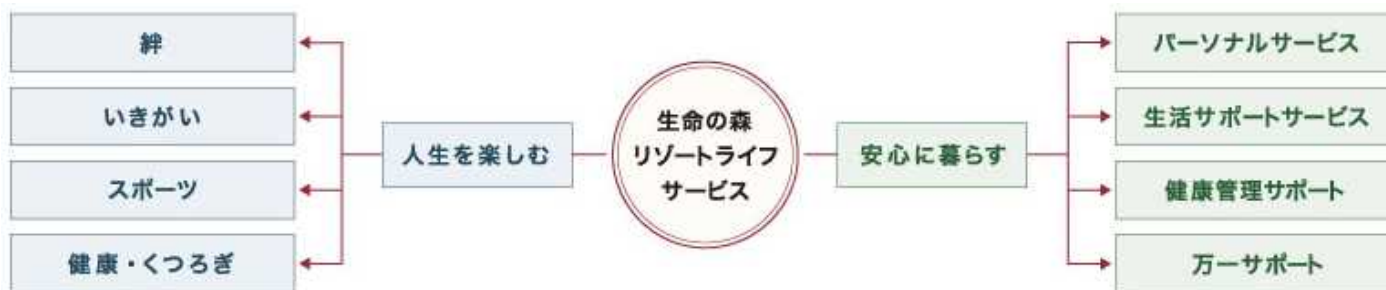 絆
いきがい
スポーツ
健康・くつろぎ
人生を楽しむ
生命の森
リゾートライフ
サービス
安心に暮らす
パーソナルサービス
生活サポートサービス
健康管理サポート
万一サポート